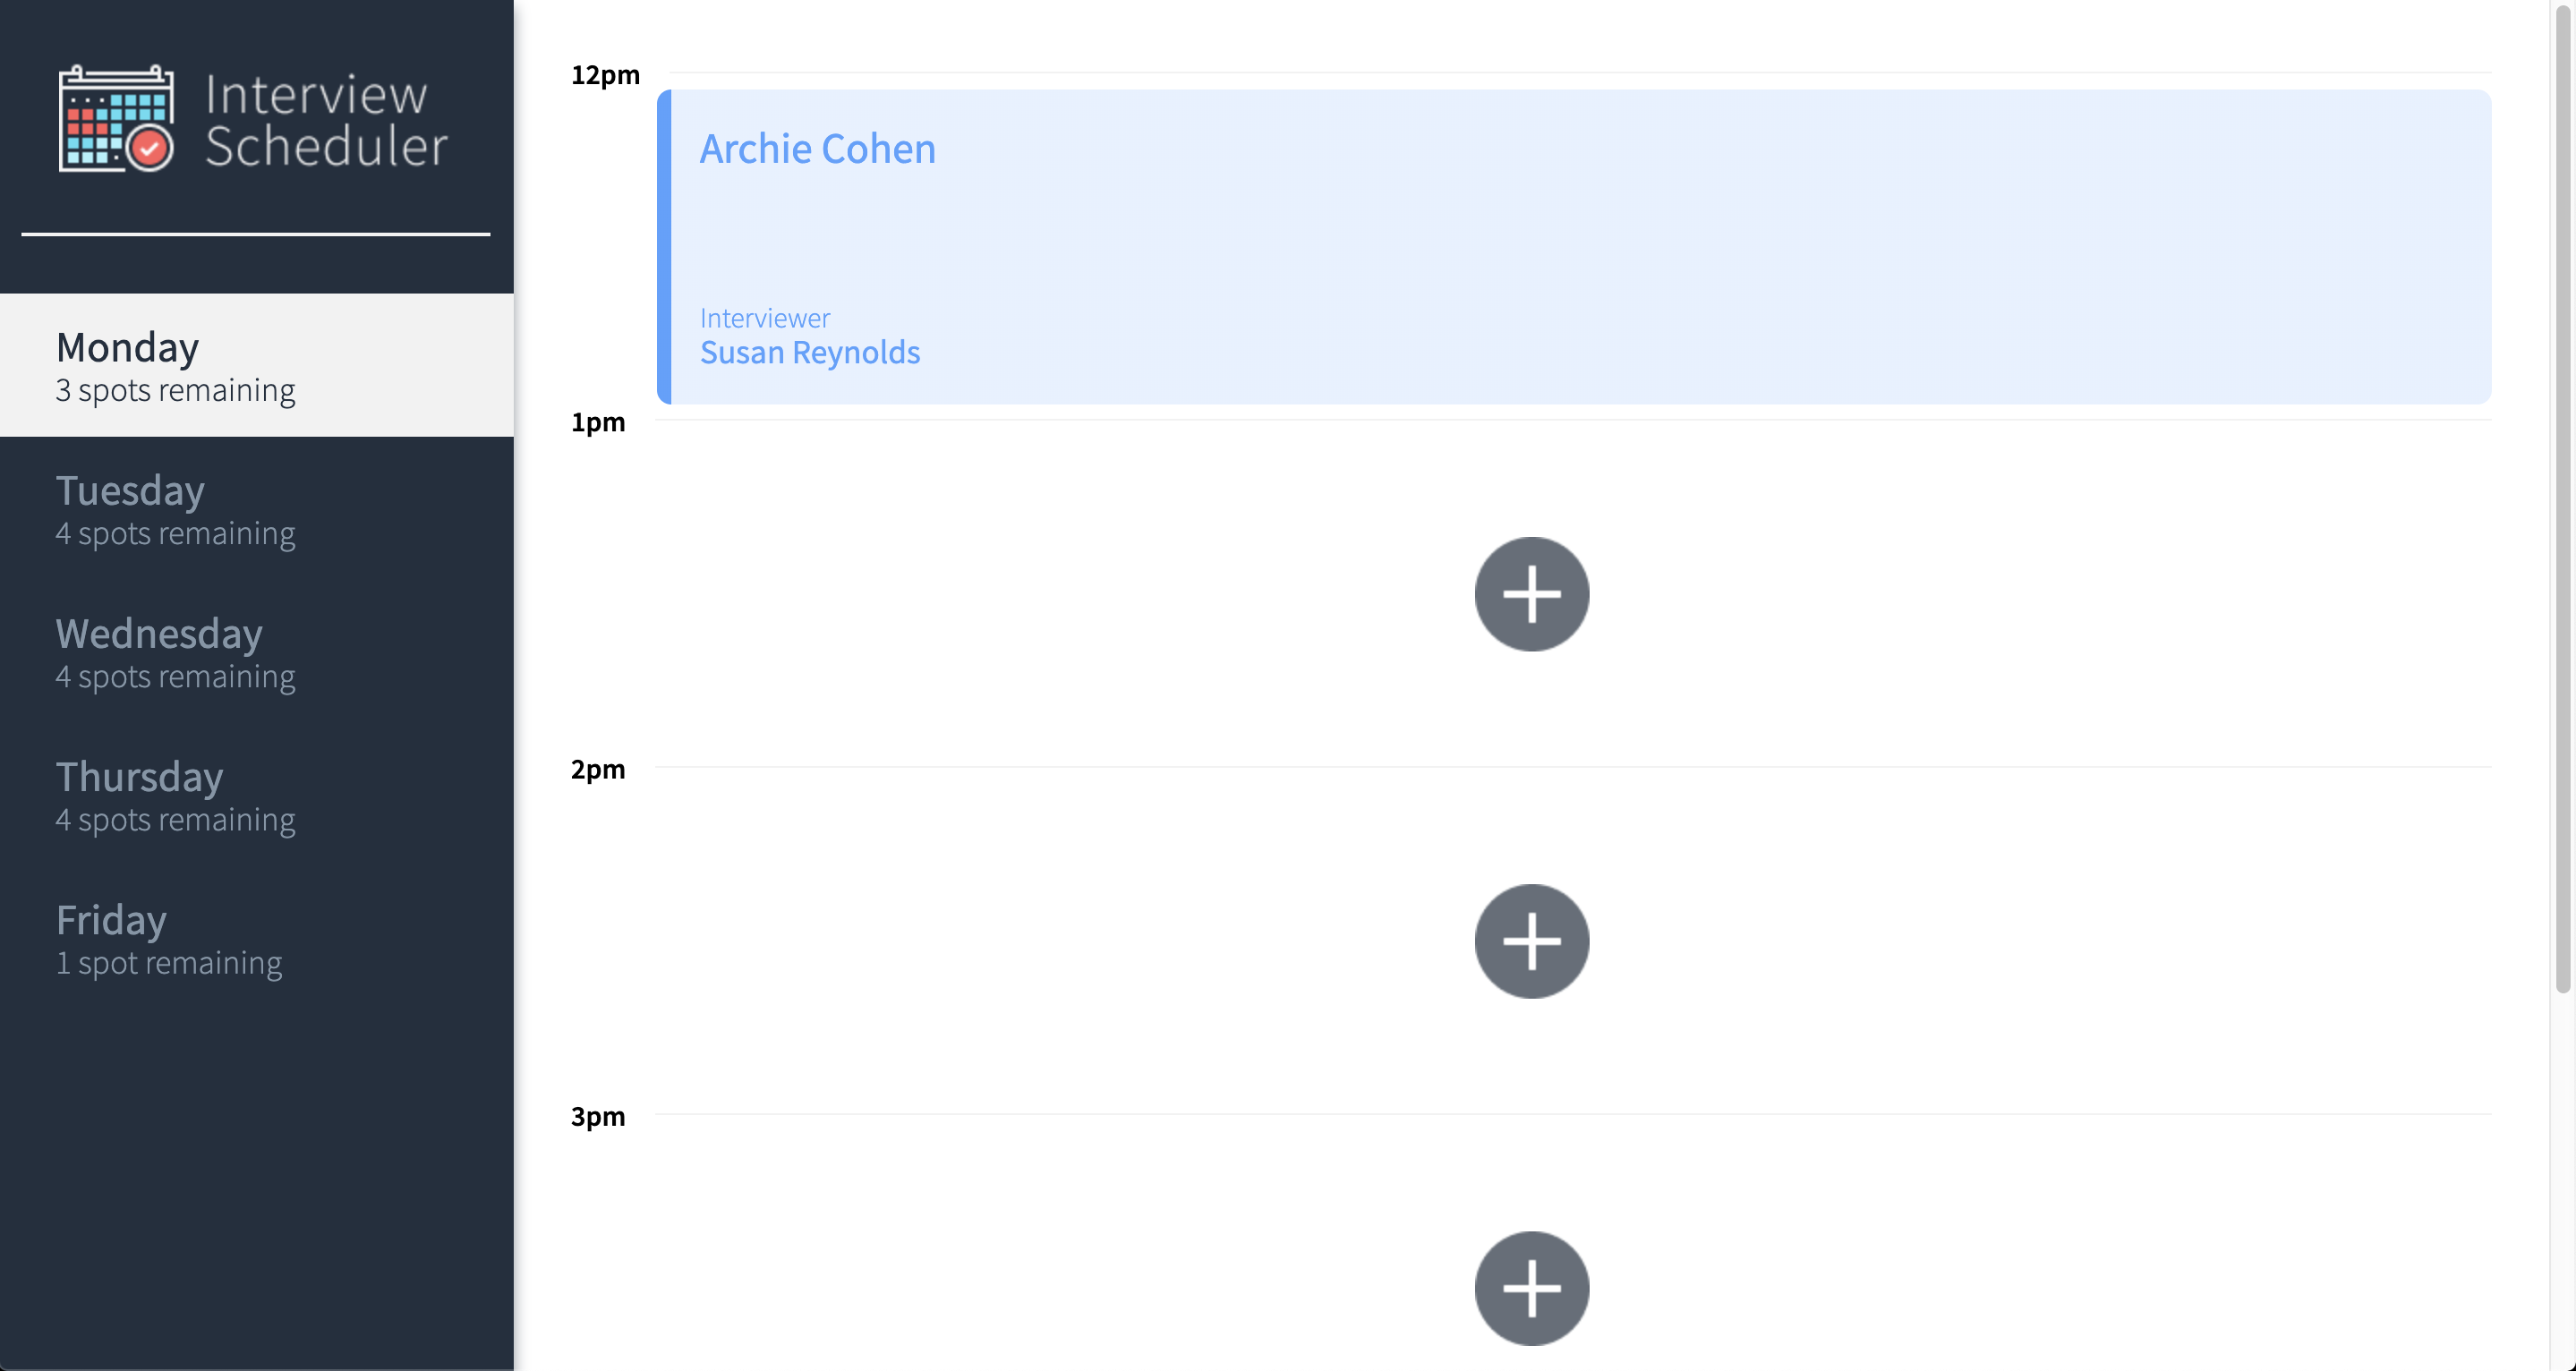 Interview
Scheduler
Monday
3 spots remaining
Tuesday
4 spots remaining
Wednesday
4 spots remaining
Thursday
4 spots remaining
Friday
1 spot remaining
12pm
Archie Cohen
Interviewer
Susan Reynolds
1pm
2pm
3pm